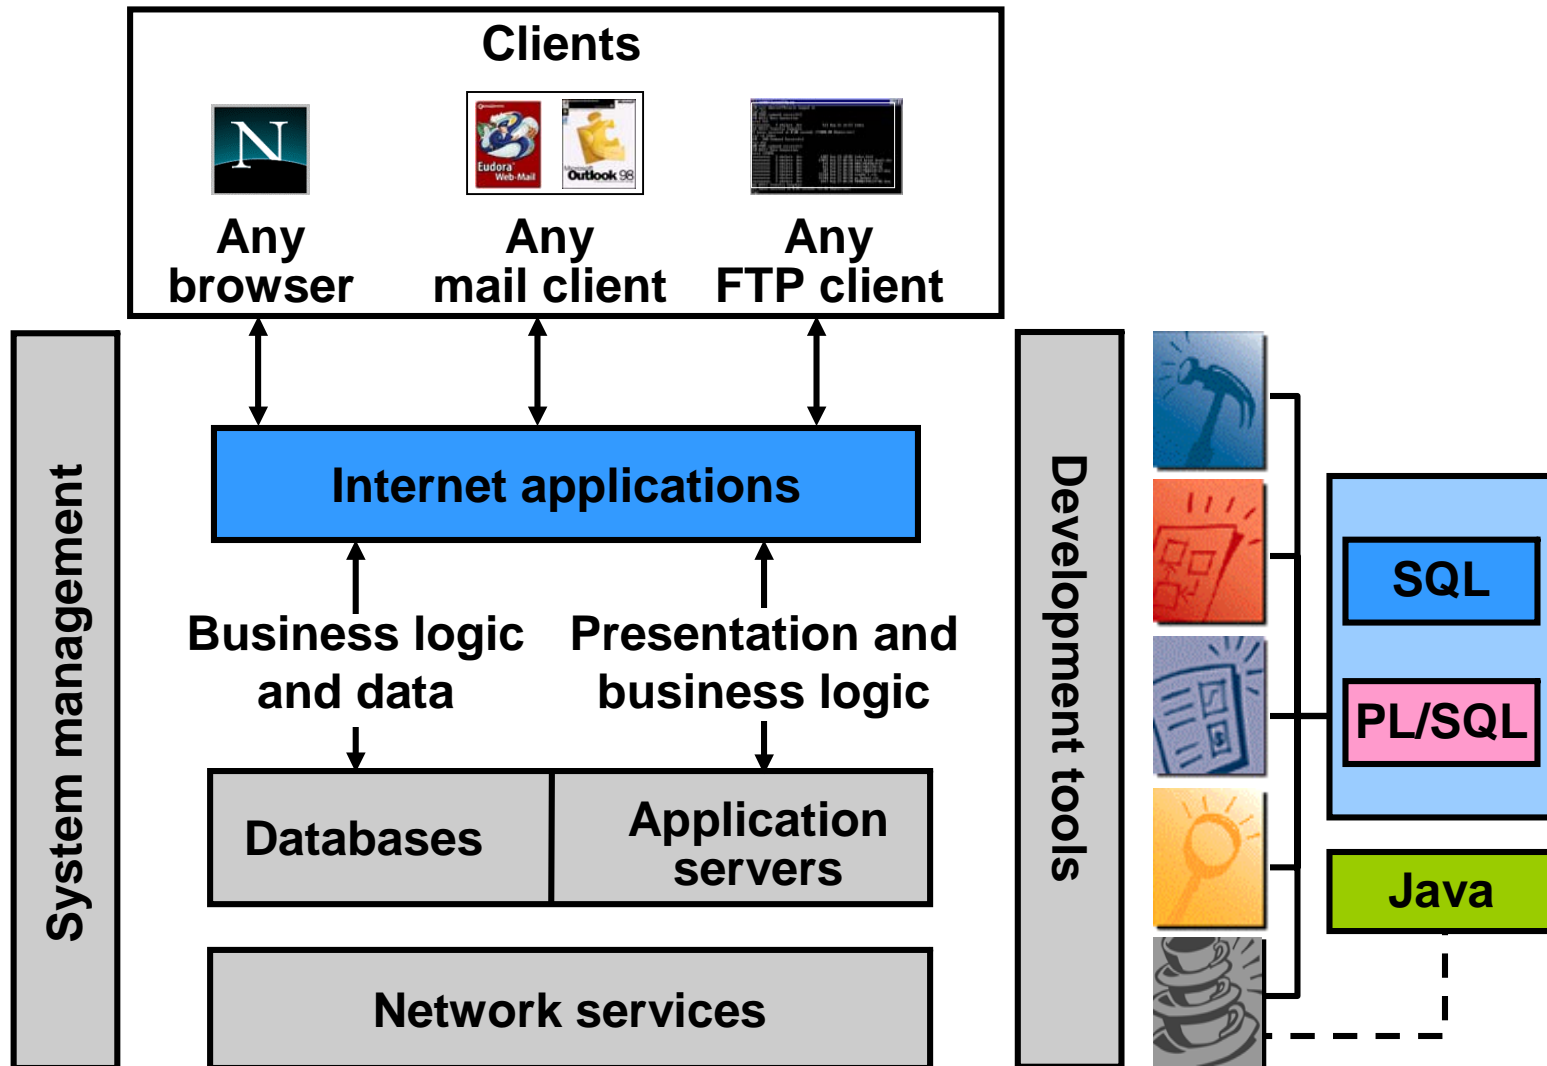 Clients
N
Eudora
Web-Mail
Microsoft
Outlook 98
Any
browser
Any
mail client
Any
FTP client
System management
Internet applications
Business logic
and data
Presentation and
business logic
Databases
Application
servers
Network services
Development tools
SQL
PL/SQL
Java